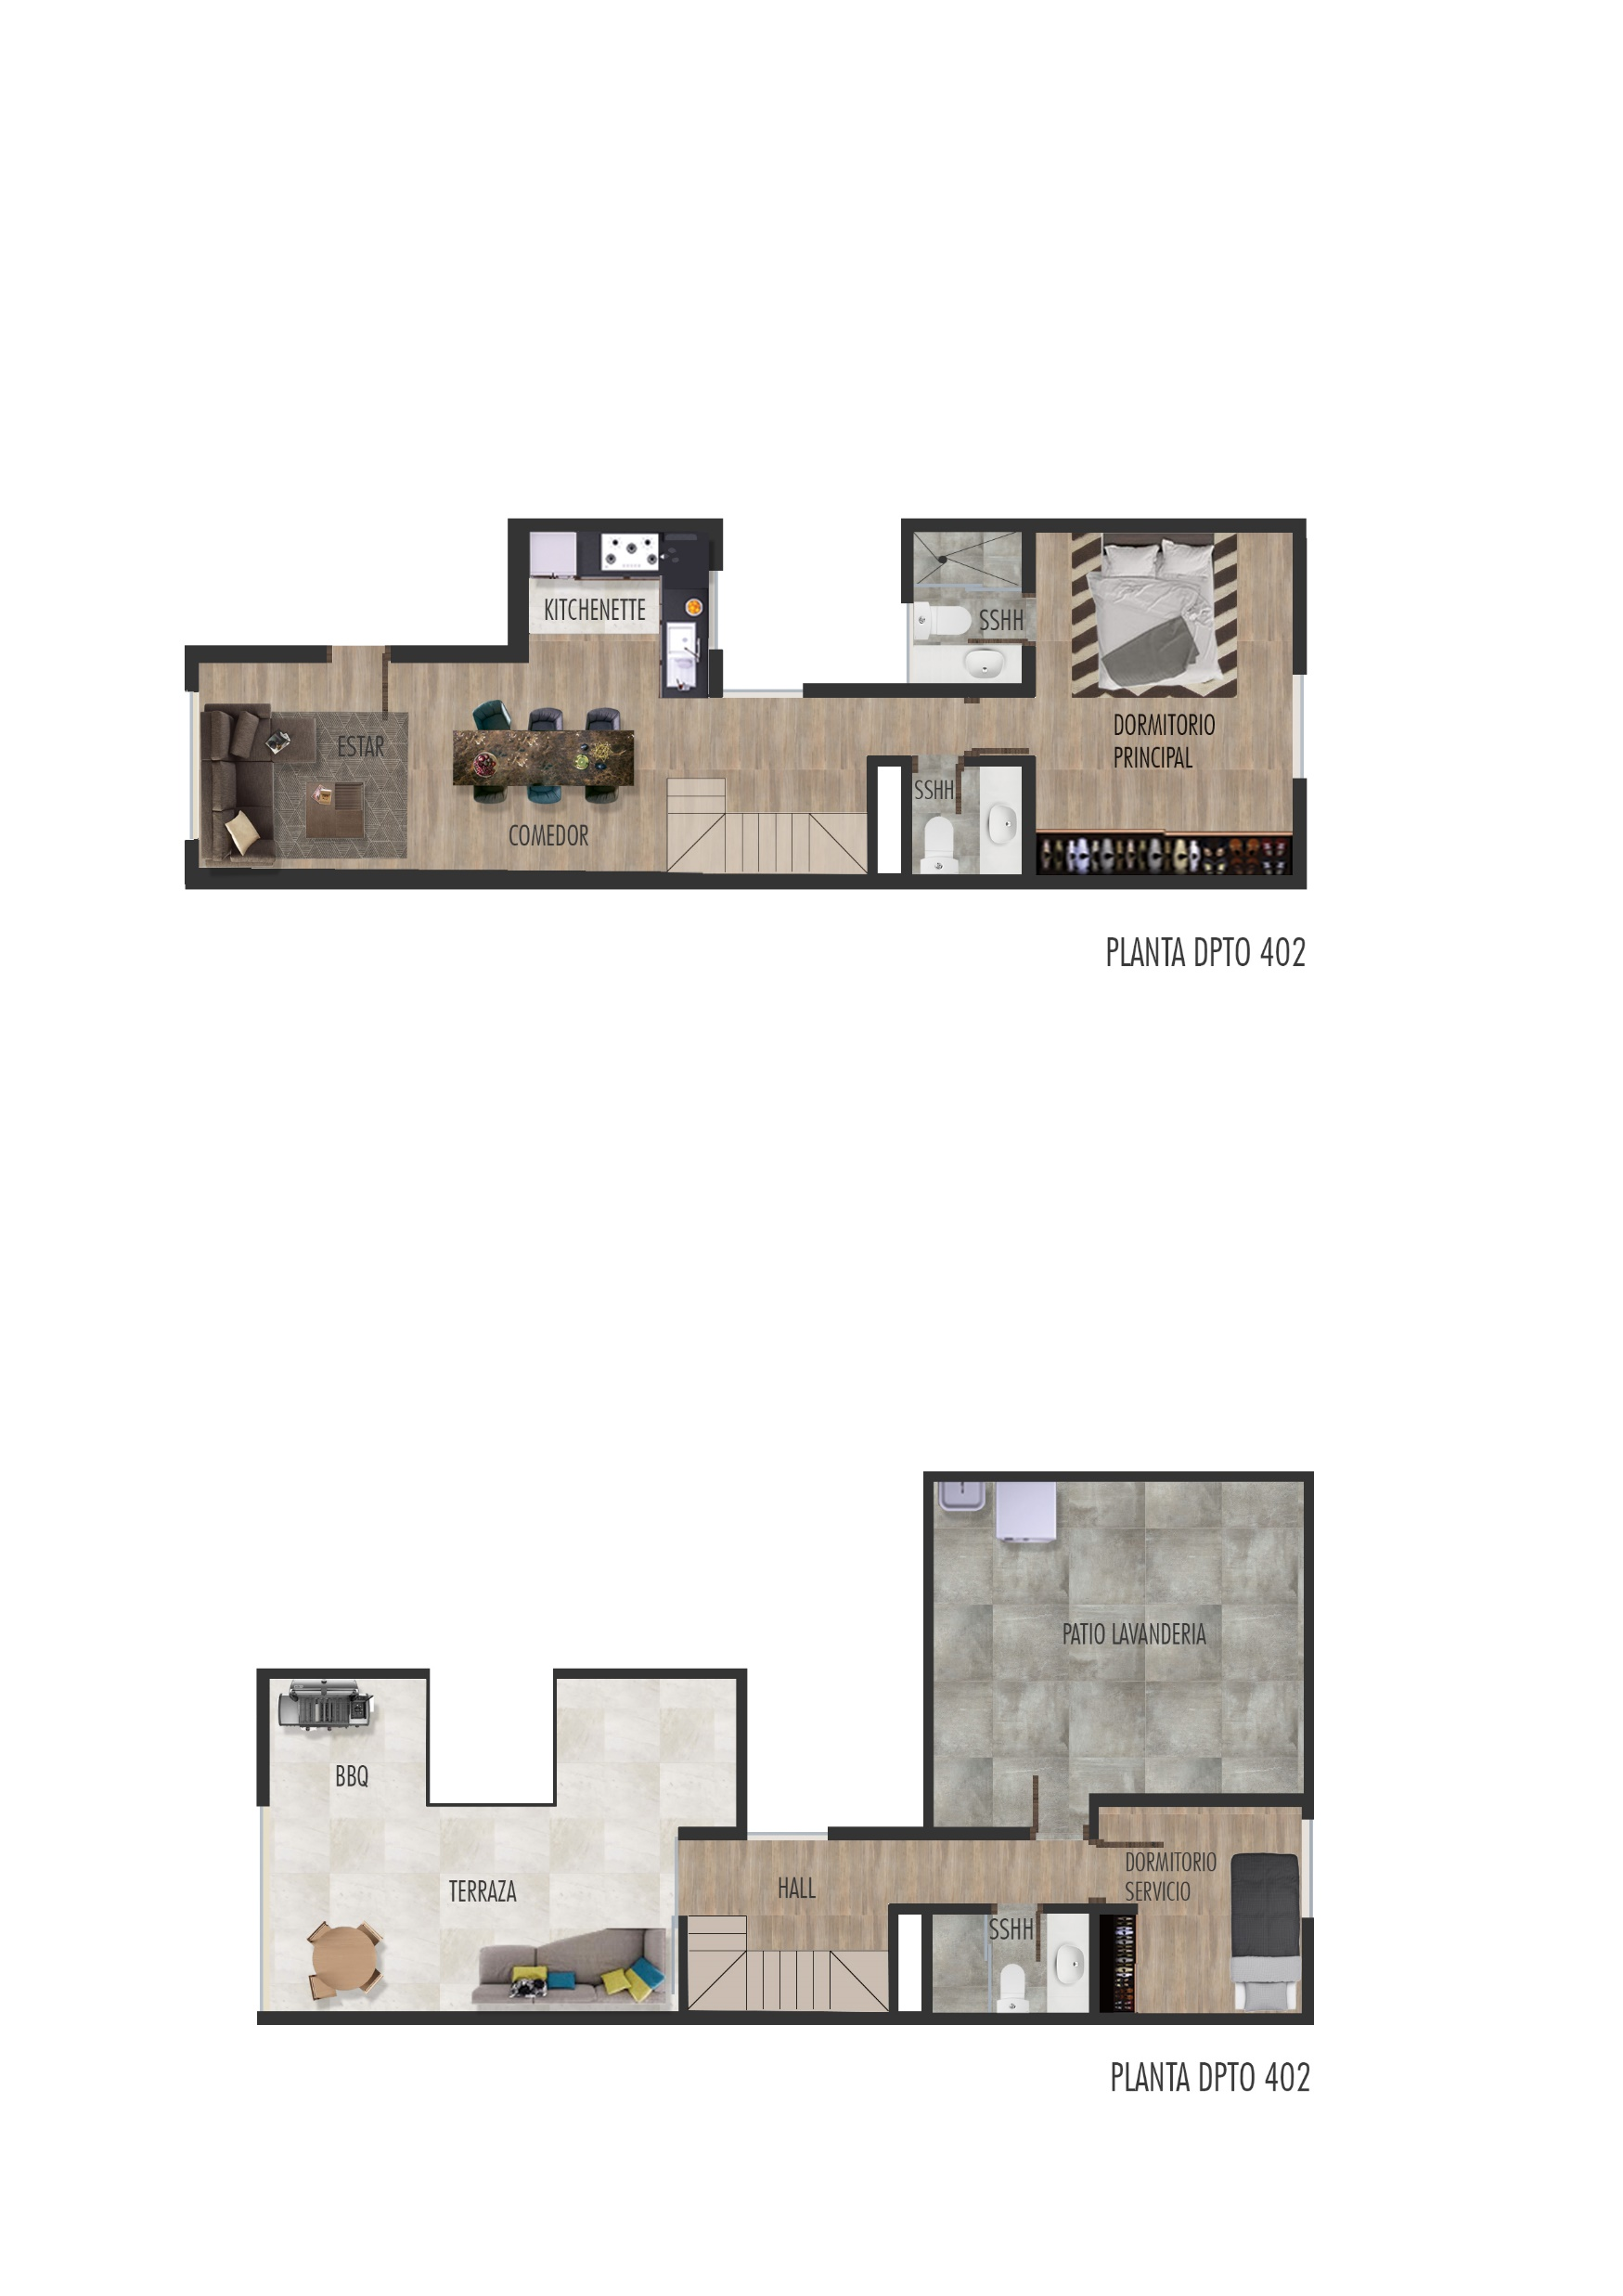 KITCHENETTE
SSHH
ESTAR
DORMITORIO
PRINCIPAL
SSHH
COMEDOR
PLANTA DPTO 402
PATIO LAVANDERIA
BBQ
TERRAZA
HALL
DORMITORIO
SERVICIO
SSHH
PLANTA DPTO 402